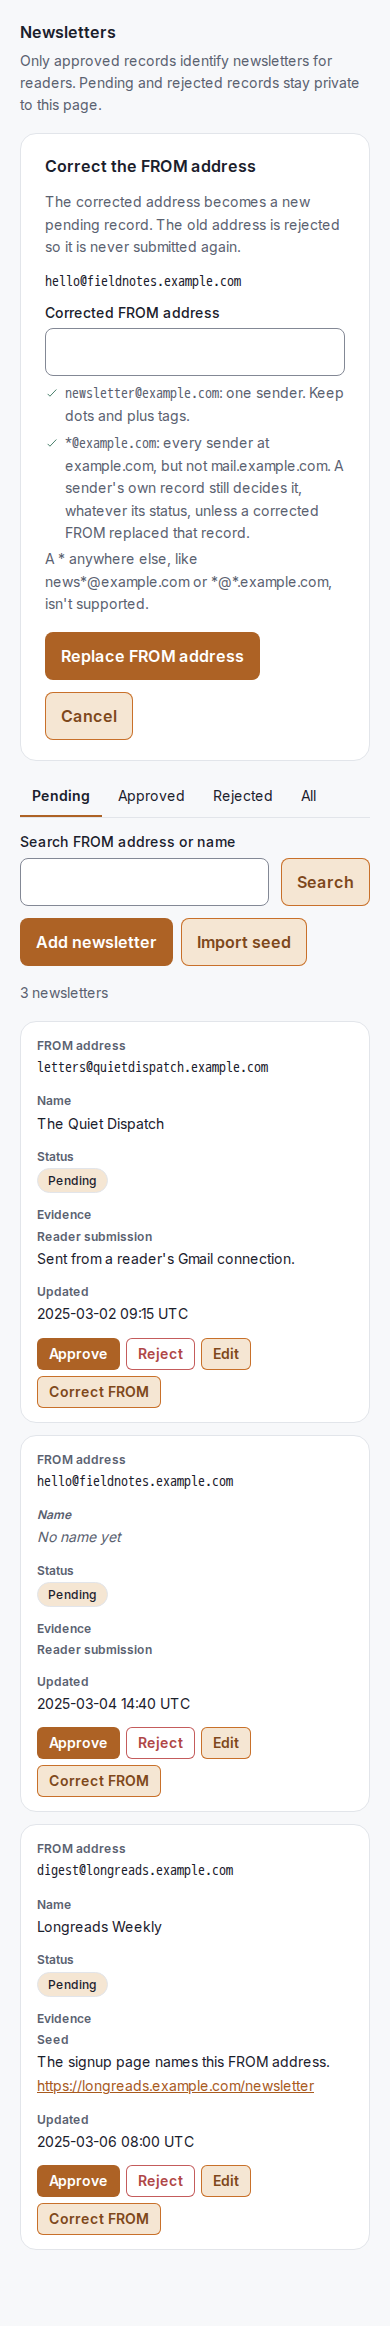 Newsletters
Only approved records identify newsletters for
readers. Pending and rejected records stay private
to this page.
Correct the FROM address
The corrected address becomes a new
pending record. The old address is rejected
so it is never submitted again.
hello@fieldnotes.example.com
Corrected FROM address
newsletter@example.com: one sender. Keep
dots and plus tags.
*@example.com: every sender at
example.com, but not mail.example.com. A
sender's own record still decides it,
whatever its status, unless a corrected
FROM replaced that record.
A * anywhere else, like
news*@example.com or *@*.example.com,
isn't supported.
Replace FROM address
Cancel
Pending Approved Rejected All
Search FROM address or name
Search
Add newsletter Import seed
3 newsletters
FROM address
letters@quietdispatch.example.com
Name
The Quiet Dispatch
Status
Pending
Evidence
Reader submission
Sent from a reader's Gmail connection.
Updated
2025-03-02 09:15 UTC
Approve Reject Edit
Correct FROM
FROM address
hello@fieldnotes.example.com
Name
No name yet
Status
Pending
Evidence
Reader submission
Updated
2025-03-04 14:40 UTC
Approve Reject Edit
Correct FROM
FROM address
digest@longreads.example.com
Name
Longreads Weekly
Status
Pending
Evidence
Seed
The signup page names this FROM address.
https://longreads.example.com/newsletter
Updated
2025-03-06 08:00 UTC
Approve Reject Edit
Correct FROM